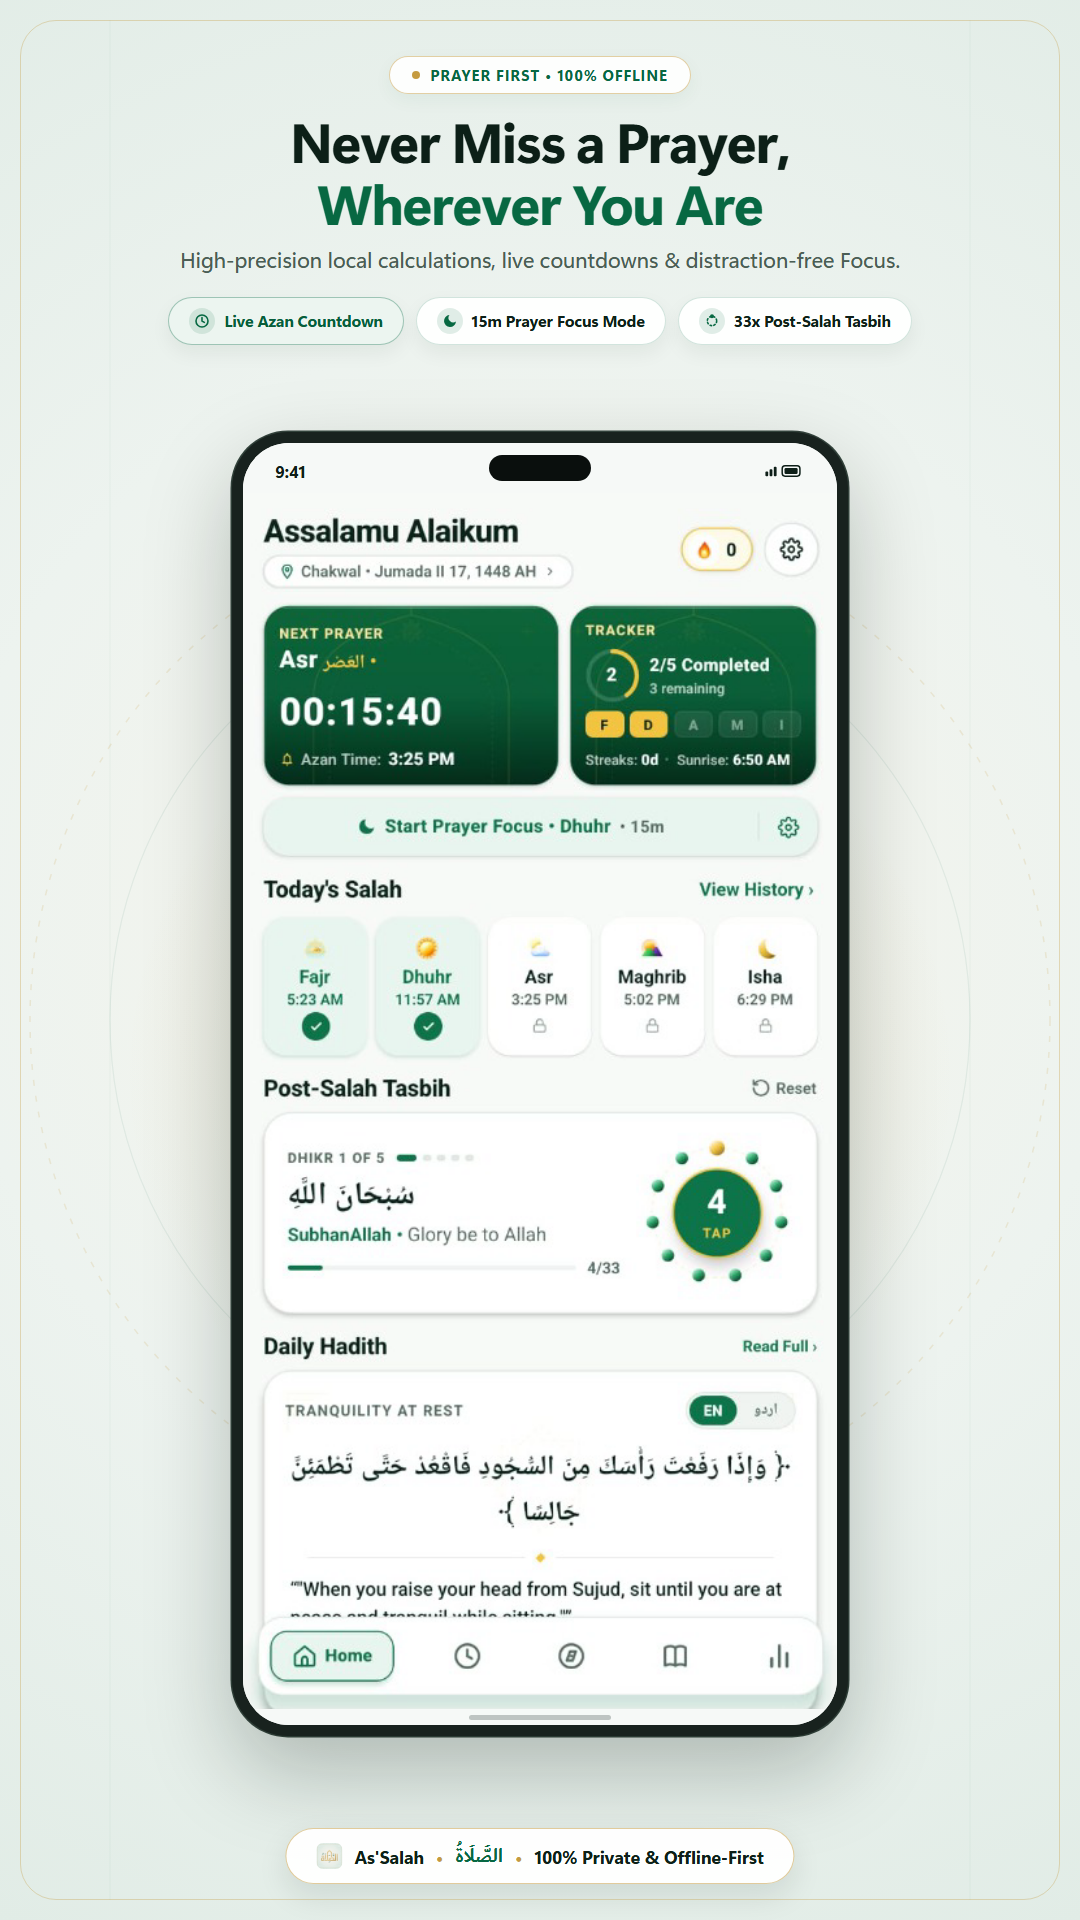 PRAYER FIRST • 100% OFFLINE
Never Miss a Prayer,
Wherever You Are
High-precision local calculations, live countdowns & distraction-free Focus.
Live Azan Countdown
15m Prayer Focus Mode
33x Post-Salah Tasbih
9:41
Assalamu Alaikum
Chakwal • Jumada II 17, 1448 AH ›
0
NEXT PRAYER
Asr العَصْر •
00:15:40
Azan Time: 3:25 PM
TRACKER
2
2/5 Completed
3 remaining
F D A M I
Streaks: 0d • Sunrise: 6:50 AM
Start Prayer Focus • Dhuhr • 15m
Today's Salah
View History ›
Fajr
5:23 AM
Dhuhr
11:57 AM
Asr
3:25 PM
Maghrib
5:02 PM
Isha
6:29 PM
Post-Salah Tasbih
Reset
DHIKR 1 OF 5
سُبْحَانَ اللَّهِ
SubhanAllah • Glory be to Allah
4/33
4
TAP
Daily Hadith
Read Full ›
TRANQUILITY AT REST
EN
اردو
﴿ وَإِذَا رَفَعْتَ رَأْسَكَ مِنَ السُّجُودِ فَاقْعُدْ حَتَّى تَطْمَئِنَّ
جَالِسًا ﴾
“"When you raise your head from Sujud, sit until you are at
peace and tranquil while sitting.""
Home
As'Salah • الصَّلَاةُ • 100% Private & Offline-First